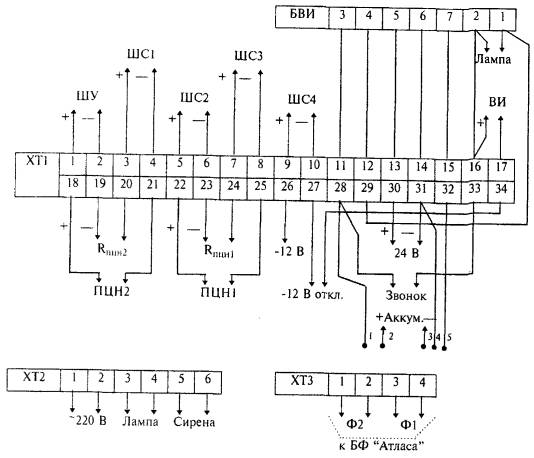 БВИ 3 4 5 6 7 2 1
ШС1 ШС3 Лампа
ШУ ШС2 ШС4 ВИ
+ — + — + — + — + — +
ХТ1 1 2 3 4 5 6 7 8 9 10 11 12 13 14 15 16 17
18 19 20 21 22 23 24 25 26 27 28 29 30 31 32 33 34
+ — + — + —
Rпцн2 Rпцн1 -12 В 24 В
ПЦН2 ПЦН1 -12 В откл. Звонок
+Аккум.—
1 2 3 4 5
ХТ2 1 2 3 4 5 6
~220 В Лампа Сирена
ХТ3 1 2 3 4
Ф2 Ф1
к БФ "Атласа"